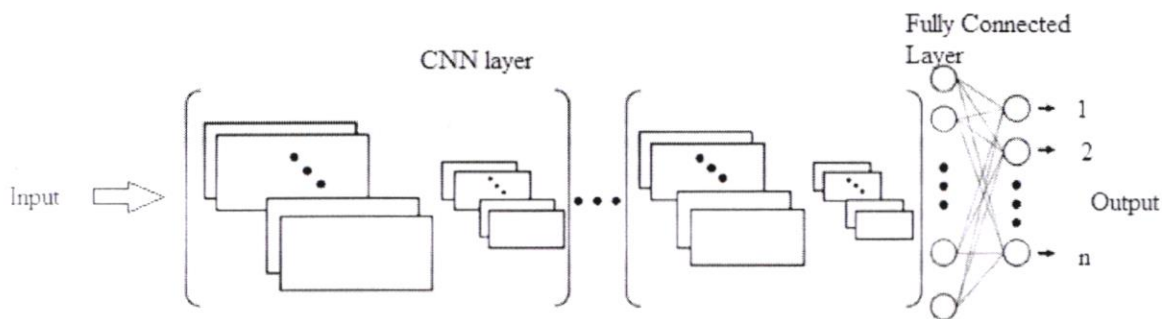 Fully Connected
Layer
CNN layer
Input
1
2
Output
n